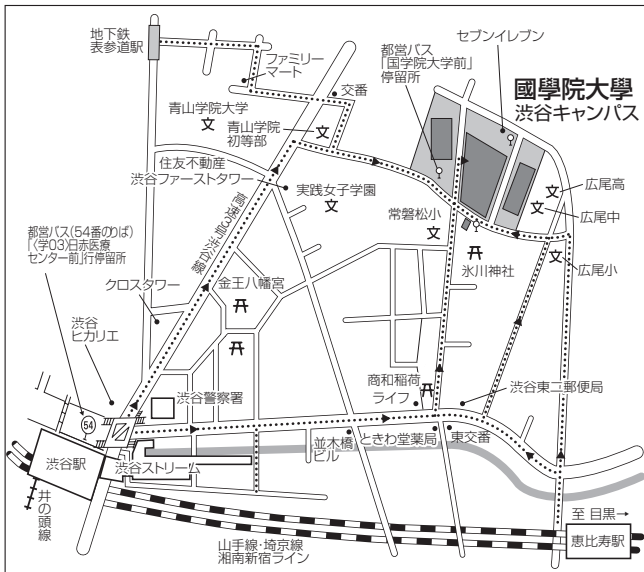 地下鉄
表参道駅
ファミリー
マート
交番
都営バス
「国学院大学前」
停留所
セブンイレブン
國學院大學
渋谷キャンパス
青山学院大学
青山学院
初等部
住友不動産
渋谷ファーストタワー
実践女子学園
広尾高
広尾中
常磐松小
広尾小
氷川神社
高速3号渋谷線
都営バス(54番のりば)
「〈学03〉日赤医療
センター前」行停留所
クロスタワー
金王八幡宮
渋谷
ヒカリエ
54
渋谷警察署
商和稲荷
ライフ
渋谷東二郵便局
並木橋
ビル
ときわ堂薬局
東交番
渋谷駅
渋谷ストリーム
井の頭線
山手線・埼京線
湘南新宿ライン
至 目黒→
恵比寿駅